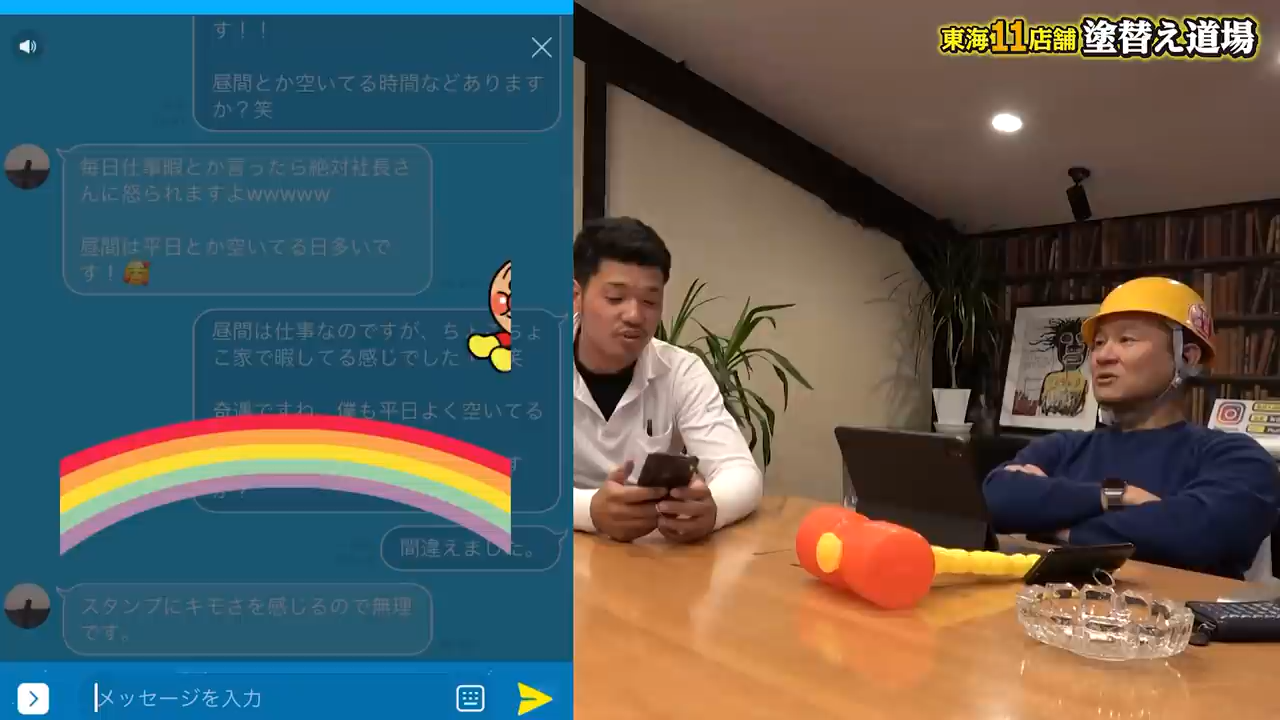 す！！
昼間とか空いてる時間などあります
か？笑
毎日仕事暇とか言ったら絶対社長さ
んに怒られますよwwwww
昼間は平日とか空いてる日多いで
す！🥰
昼間は仕事なのですが、ち
ょ
こ家で暇してる感じでした
笑
奇遇ですね、僕も平日よく空いてる
す
か？
間違えました。
スタンプにキモさを感じるので無理
です。
メッセージを入力
東海11店舗 塗替え道場